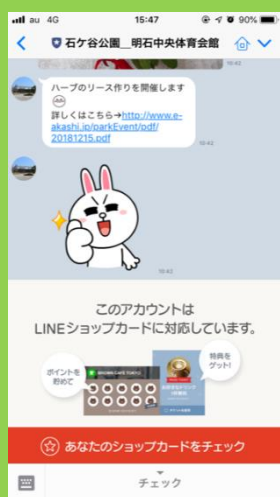 au 4G 15:47 90%
石ケ谷公園__明石中央体育会館
10:42
ハーブのリース作りを開催します
詳しくはこちら→http://www.e-
akashi.jp/parkEvent/pdf/
20181215.pdf
10:42
10:42
このアカウントは
LINEショップカードに対応しています。
ポイントを
貯めて
特典を
ゲット!
あなたのショップカードをチェック
チェック